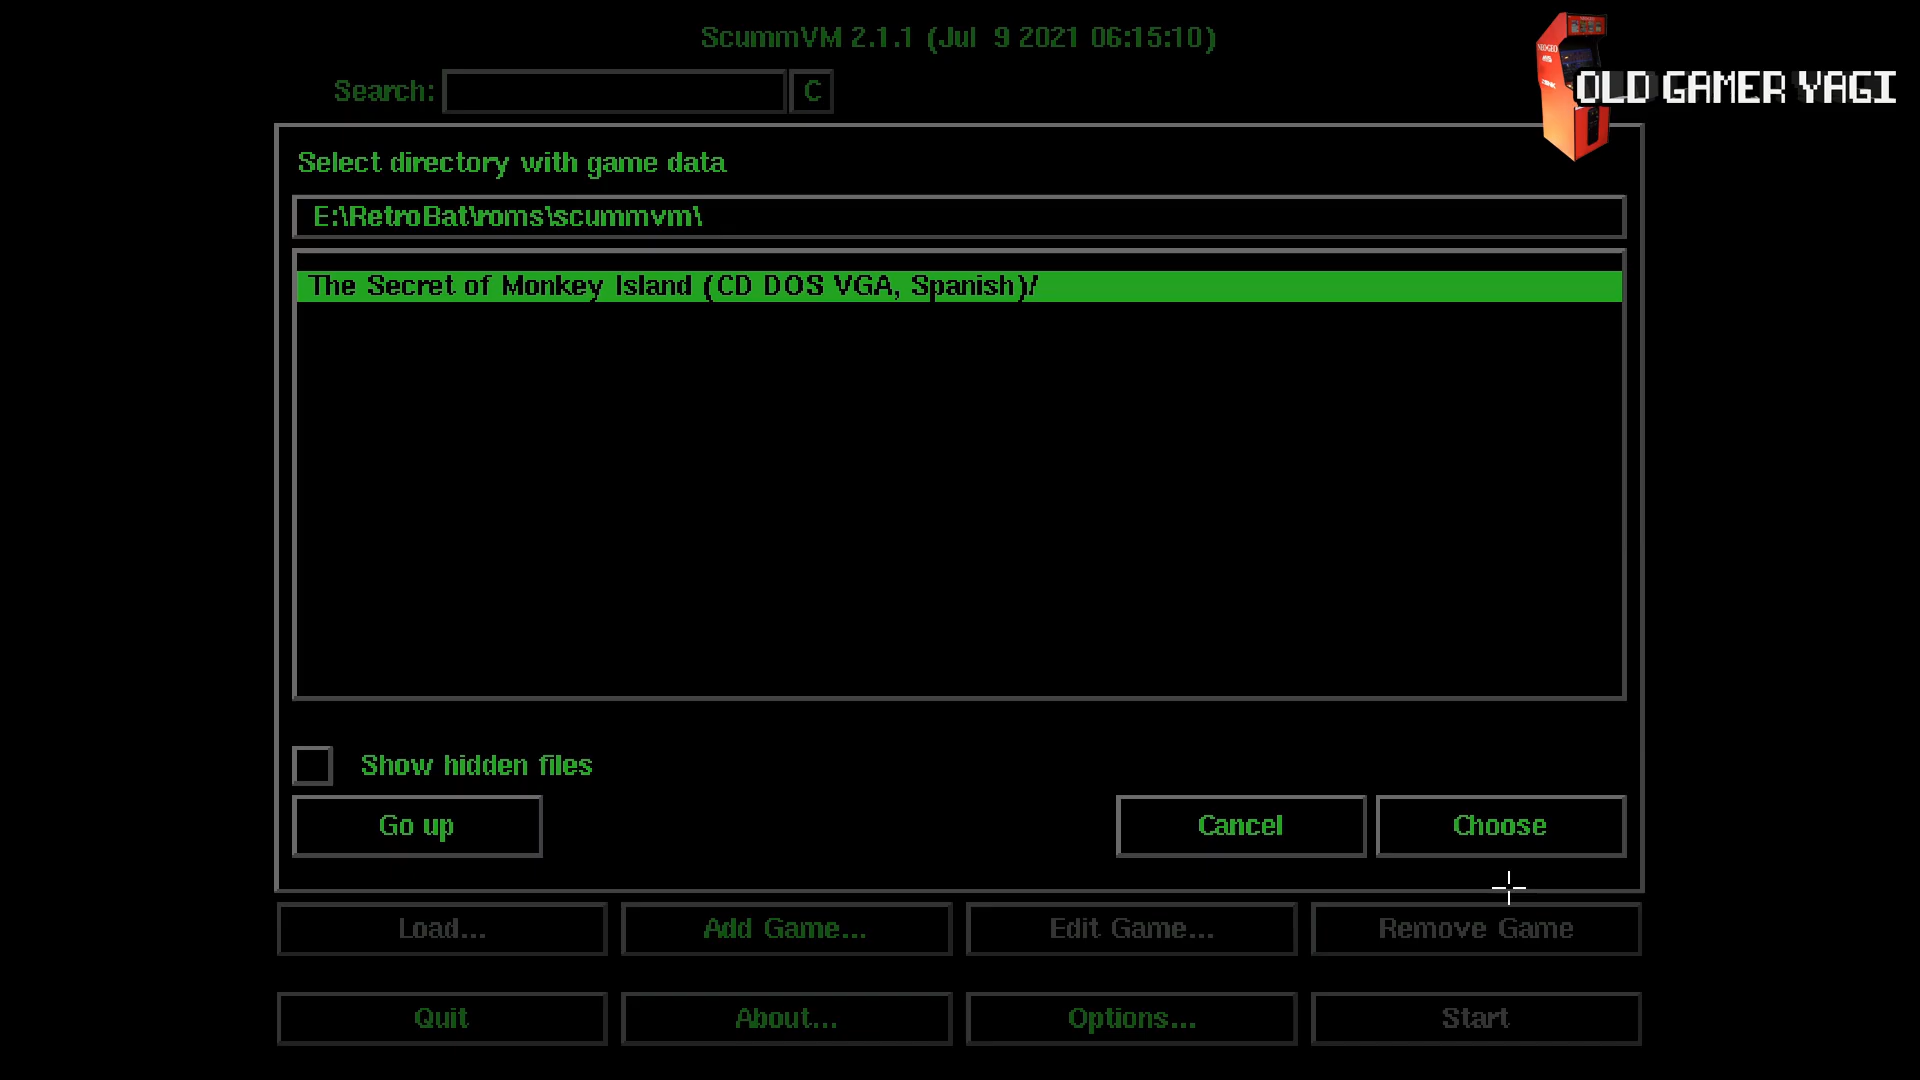 ScummVM 2.1.1 (Jul  9 2021 06:15:10)
OLD GAMER YAGI
Search:
C
Select directory with game data
E:\RetroBat\roms\scummvm\
The Secret of Monkey Island (CD DOS VGA, Spanish)/
Show hidden files
Go up
Cancel
Choose
Load...
Add Game...
Edit Game...
Remove Game
Quit
About...
Options...
Start